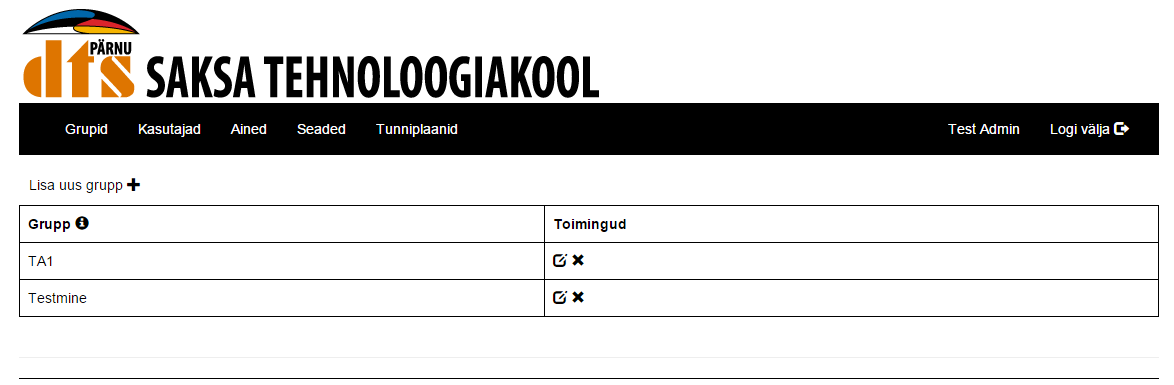 PÄRNU
dts SAKSA TEHNOLOOGIAKOOL
Grupid Kasutajad Ained Seaded Tunniplaanid Test Admin Logi välja
Lisa uus grupp
Grupp Toimingud
TA1
Testmine